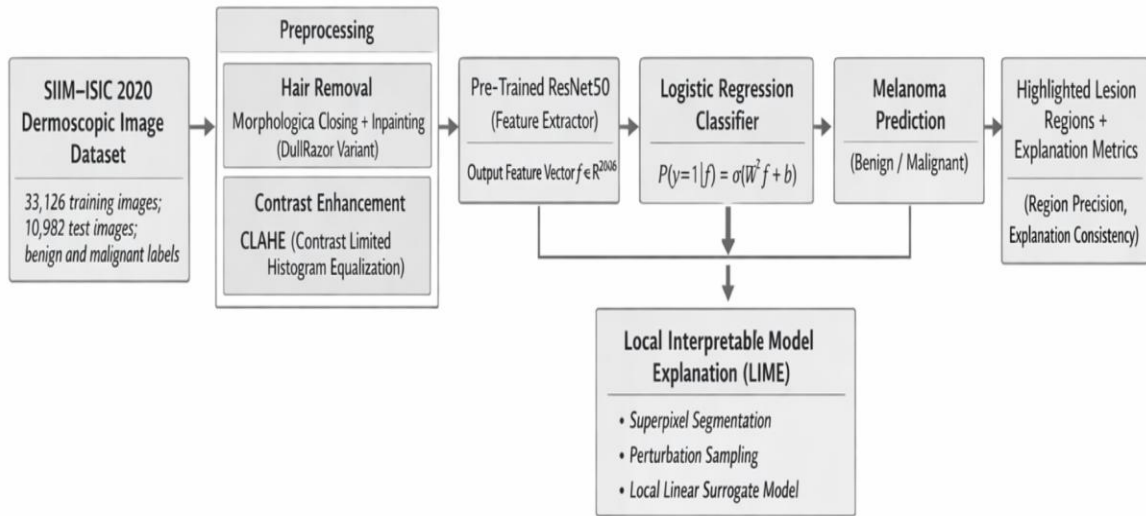 SIIM–ISIC 2020
Dermoscopic Image
Dataset
33,126 training images;
10,982 test images;
benign and malignant labels
Preprocessing
Hair Removal
Morphologica Closing + Inpainting
(DullRazor Variant)
Contrast Enhancement
CLAHE (Contrast Limited
Histogram Equalization)
Pre-Trained ResNet50
(Feature Extractor)
Output Feature Vector f ∈ R
Logistic Regression
Classifier
P(y=1|f) = σ(W² f + b)
Melanoma
Prediction
(Benign / Malignant)
Highlighted Lesion
Regions +
Explanation Metrics
(Region Precision,
Explanation Consistency)
Local Interpretable Model
Explanation (LIME)
• Superpixel Segmentation
• Perturbation Sampling
• Local Linear Surrogate Model